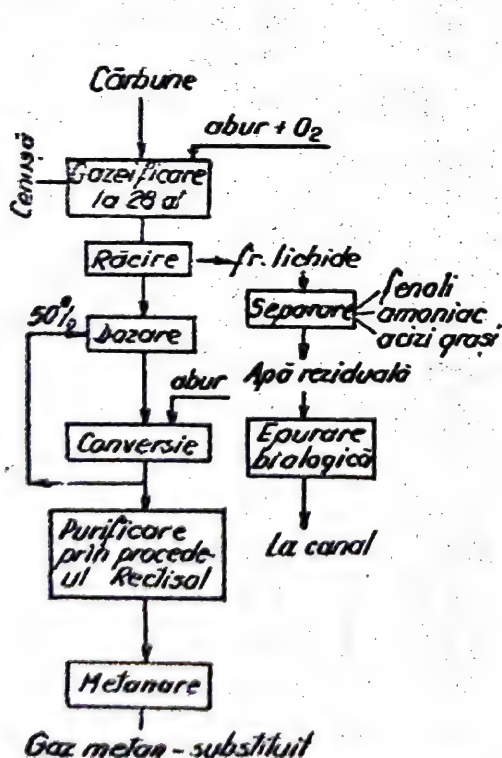 Cărbune
abur + O₂
Cenușă
Gazeificare
la 28 at
Răcire
fr. lichide
Separare
fenoli
amoniac
acizi grași
50%
Dozare
abur
Apă reziduală
Conversie
Epurare
biologică
La canal
Purificare
prin procede-
ul Rectisol
Metanare
Gaz metan - substituit